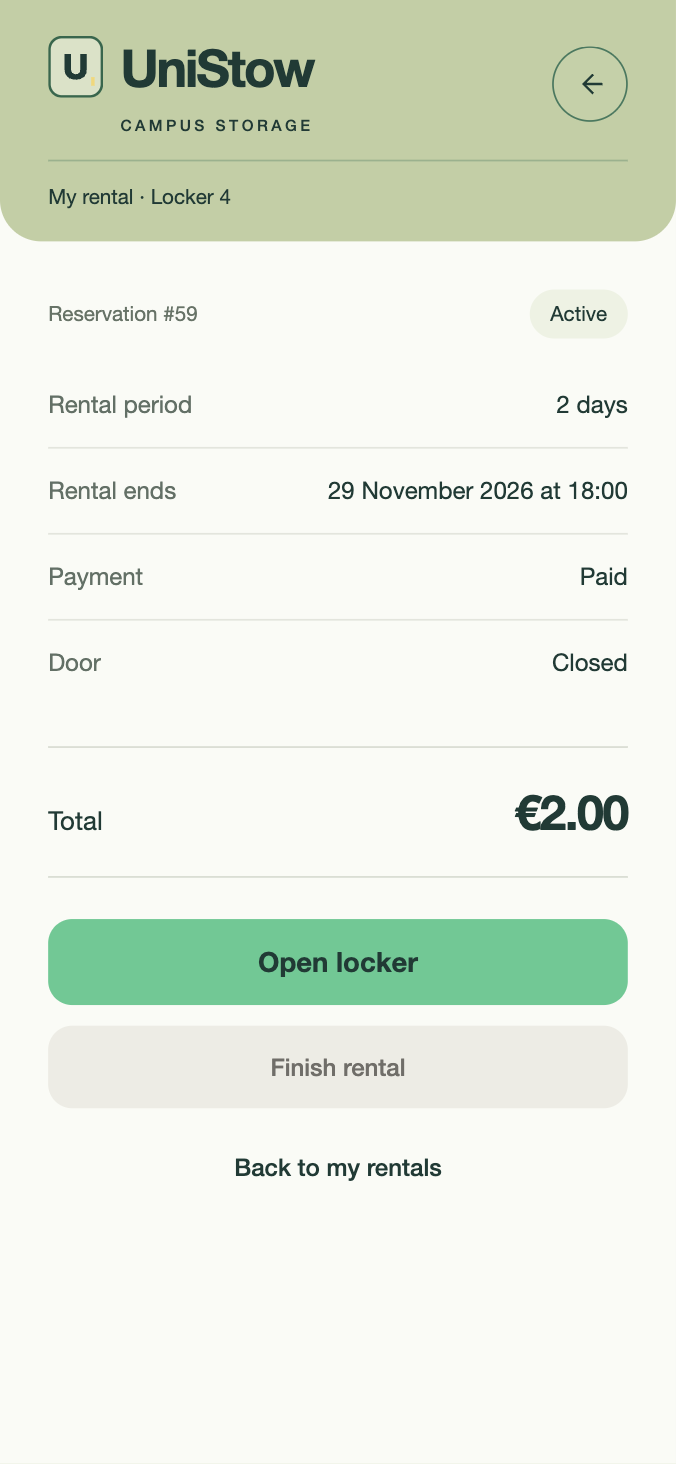 U UniStow
CAMPUS STORAGE
My rental · Locker 4
Reservation #59 Active
Rental period 2 days
Rental ends 29 November 2026 at 18:00
Payment Paid
Door Closed
Total €2.00
Open locker
Finish rental
Back to my rentals